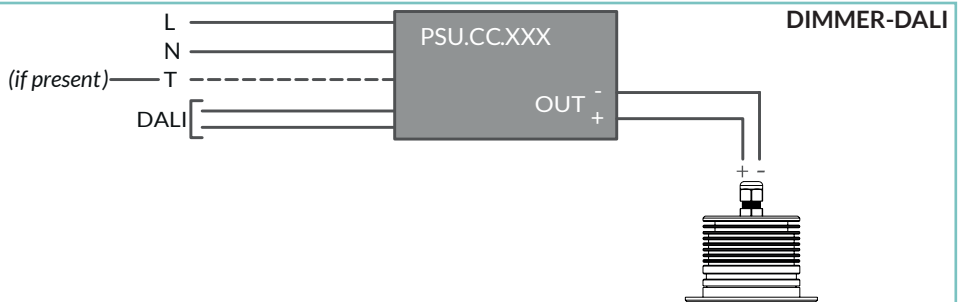 DIMMER-DALI
L
N
(if present) T
DALI
PSU.CC.XXX
OUT -
+
+ -